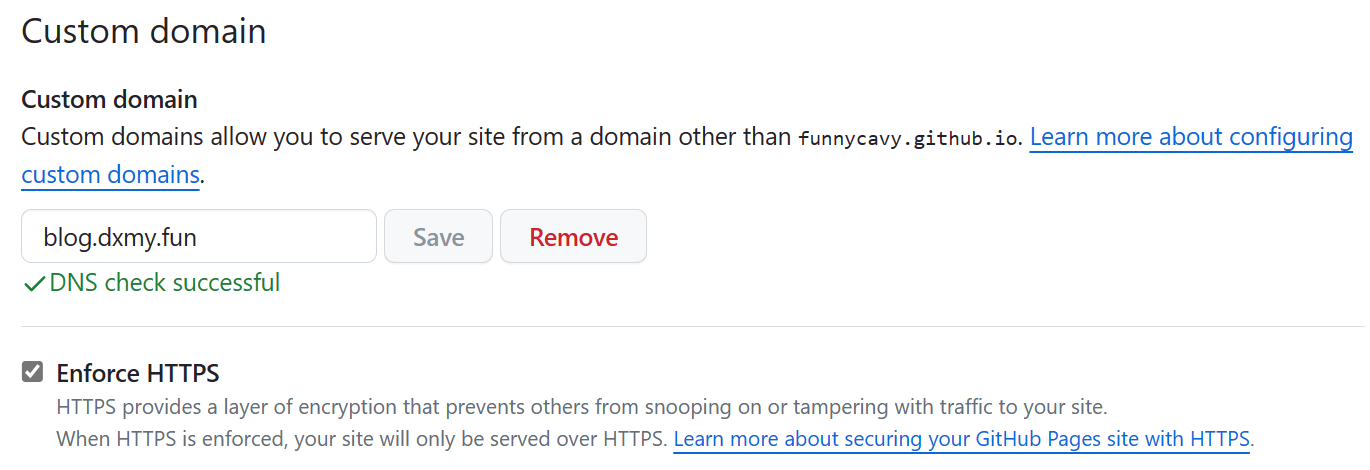 Custom domain
Custom domain
Custom domains allow you to serve your site from a domain other than funnycavy.github.io. Learn more about configuring
custom domains.
blog.dxmy.fun Save Remove
DNS check successful
Enforce HTTPS
HTTPS provides a layer of encryption that prevents others from snooping on or tampering with traffic to your site.
When HTTPS is enforced, your site will only be served over HTTPS. Learn more about securing your GitHub Pages site with HTTPS.